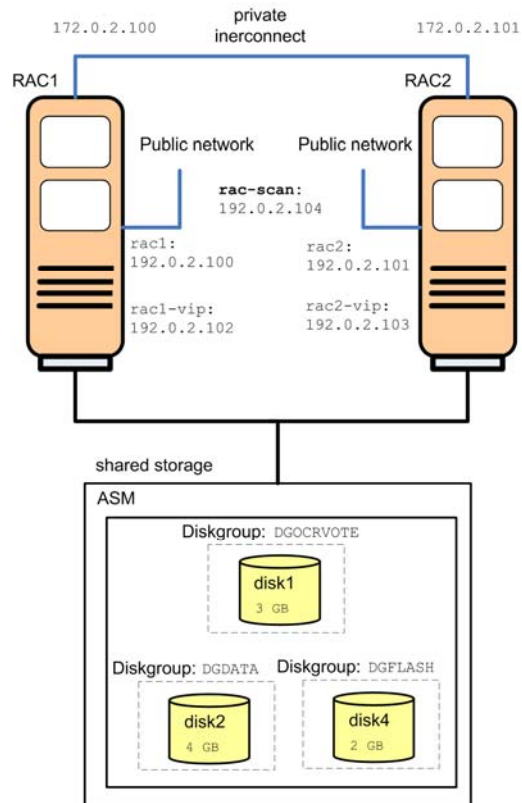 private
172.0.2.100
inerconnect
172.0.2.101
RAC1
RAC2
Public network
Public network
rac-scan:
192.0.2.104
rac1:
192.0.2.100
rac2:
192.0.2.101
rac1-vip:
192.0.2.102
rac2-vip:
192.0.2.103
shared storage
ASM
Diskgroup: DGOCRVOTE
disk1
3 GB
Diskgroup: DGDATA
Diskgroup: DGFLASH
disk2
4 GB
disk4
2 GB